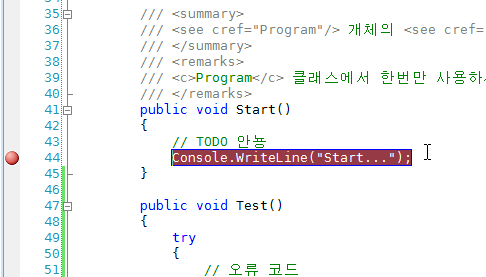 35 /// <summary>
36 /// <see cref="Program"/> 개체의 <see cref=
37 /// </summary>
38 /// <remarks>
39 /// <c>Program</c> 클래스에서 한번만 사용하
40 /// </remarks>
41 public void Start()
42 {
43 // TODO 안뇽
44 Console.WriteLine("Start...");
45 }
46
47 public void Test()
48 {
49 try
50 {
51 // 오류 코드